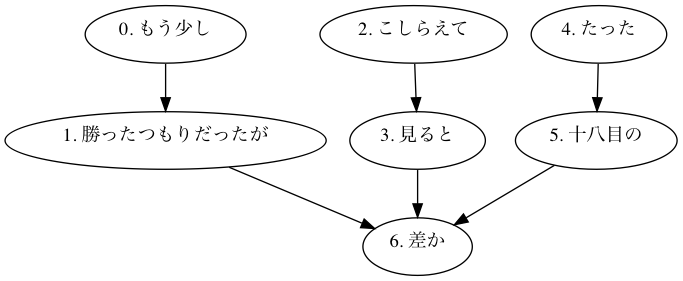 0. もう少し
2. こしらえて
4. たった
1. 勝ったつもりだったが
3. 見ると
5. 十八目の
6. 差か